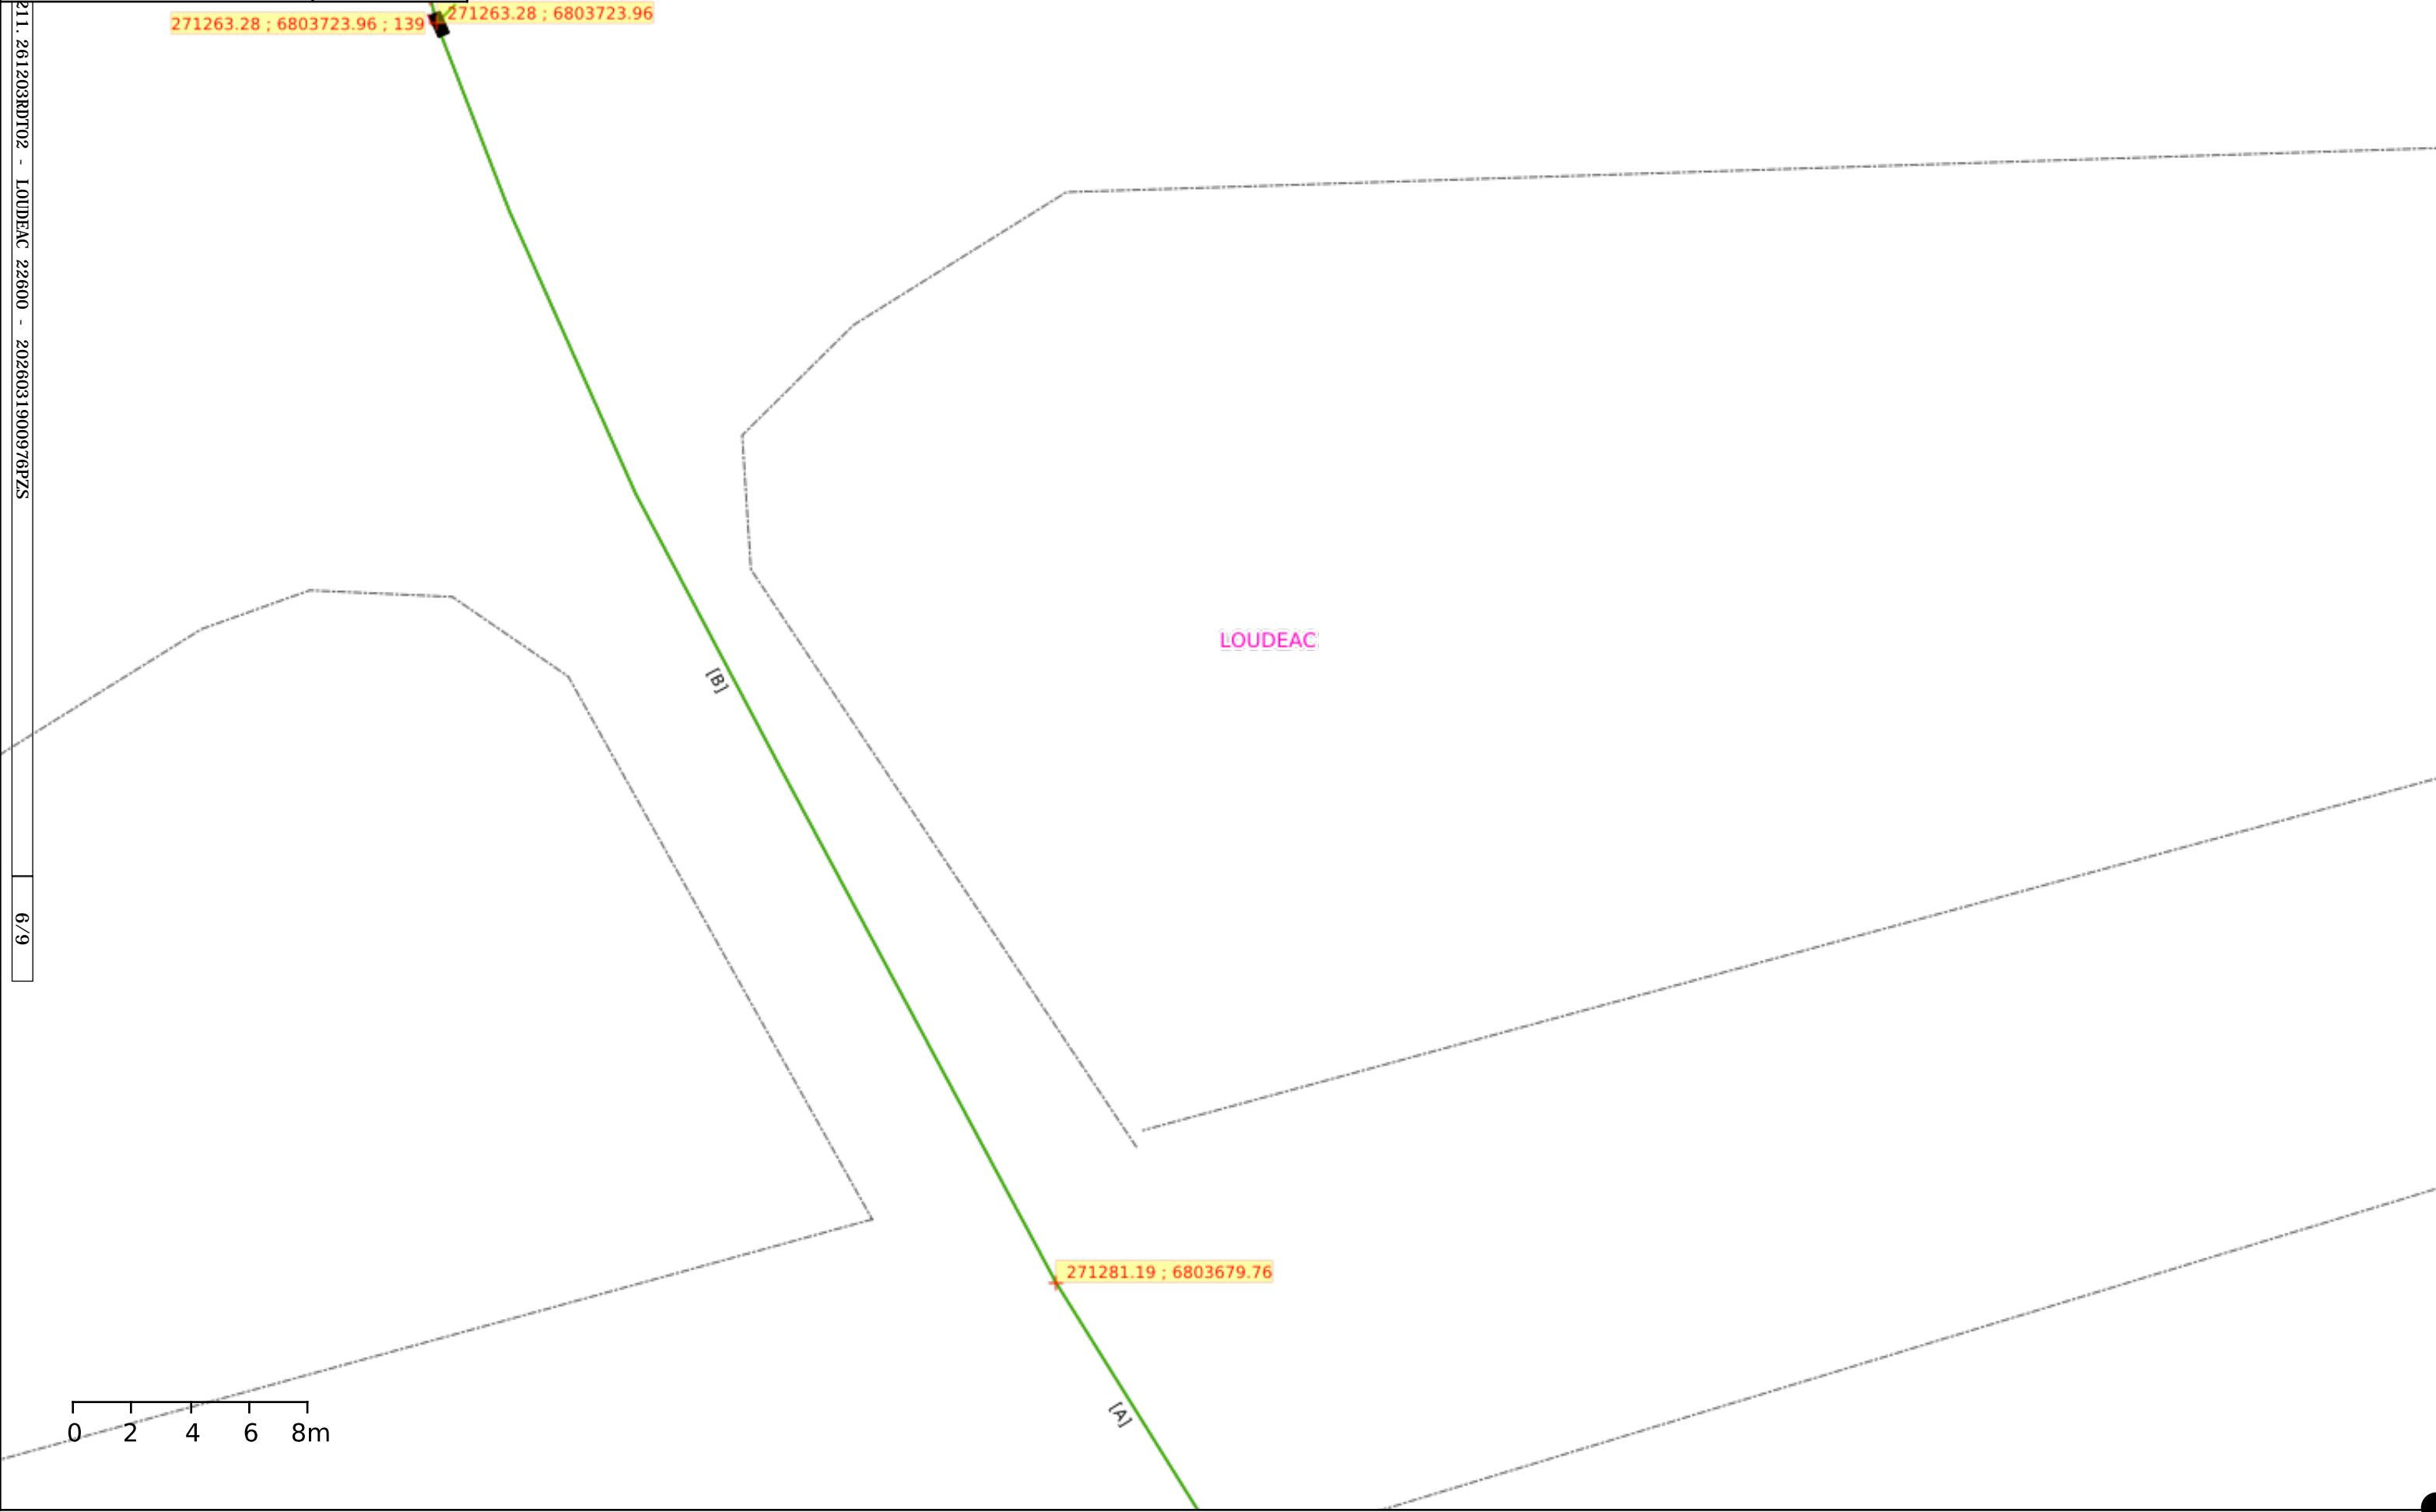 271263.28 ; 6803723.96
271263.28 ; 6803723.96 ; 139
211. 261203RDT02 - LOUDEAC 22600 - 2026031900976PZS
LOUDEAC
[B]
6/9
271281.19 ; 6803679.76
[A]
0 2 4 6 8m